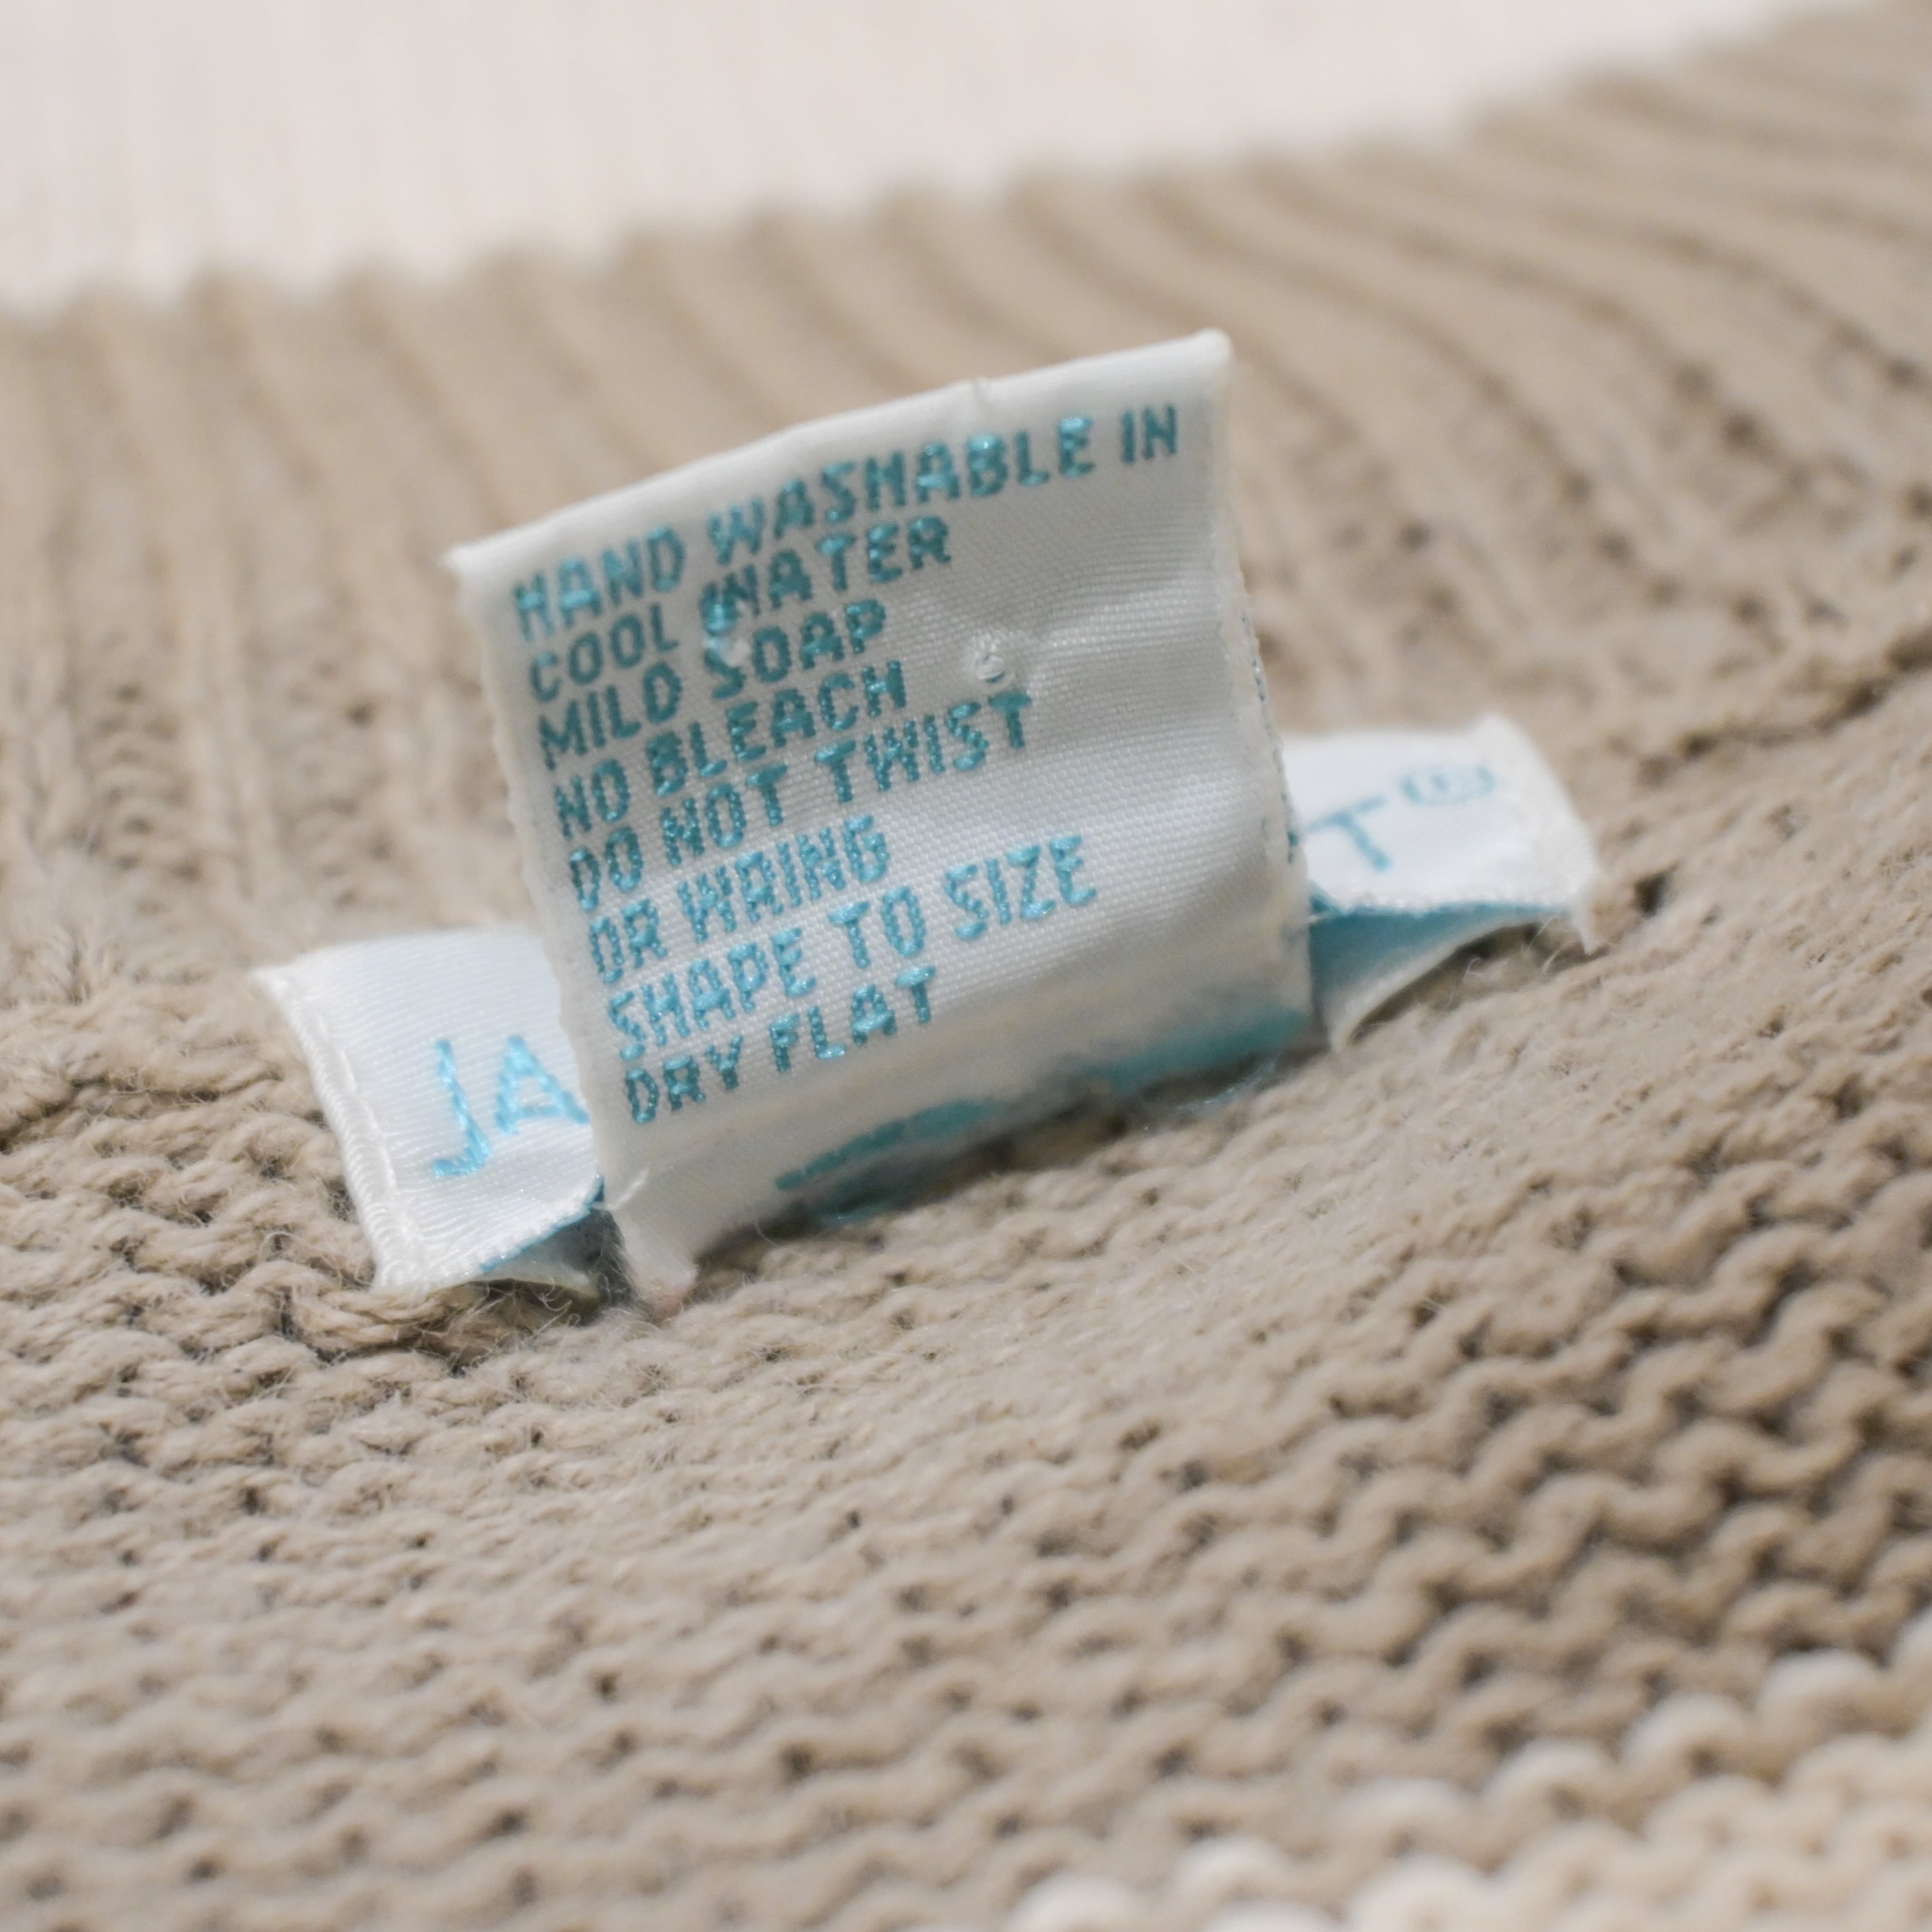 HAND WASHABLE IN
COOL WATER
MILD SOAP
NO BLEACH
DO NOT TWIST
OR WRING
SHAPE TO SIZE
DRY FLAT
JA
T®